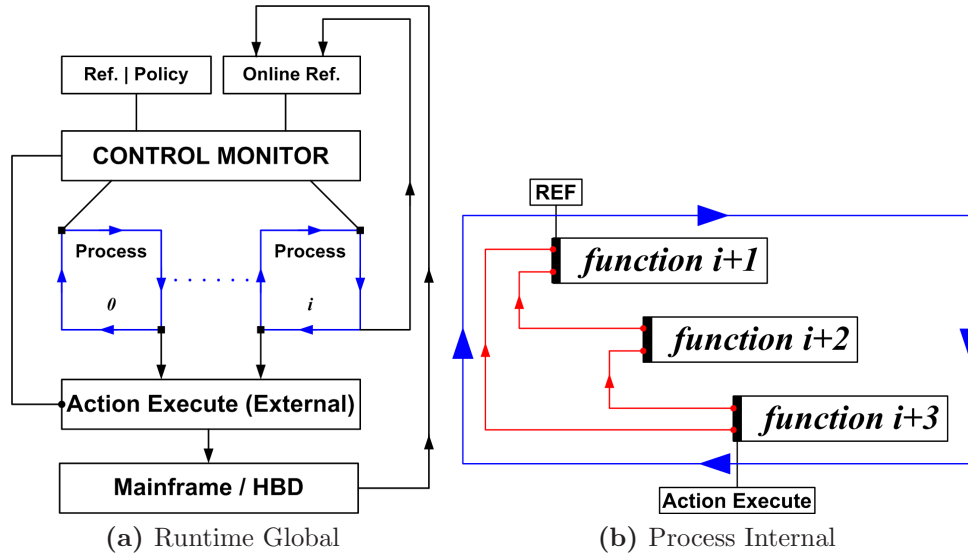 Ref. | Policy
Online Ref.
CONTROL MONITOR
Process
0
Process
i
Action Execute (External)
Mainframe / HBD
(a) Runtime Global
REF
function i+1
function i+2
function i+3
Action Execute
(b) Process Internal